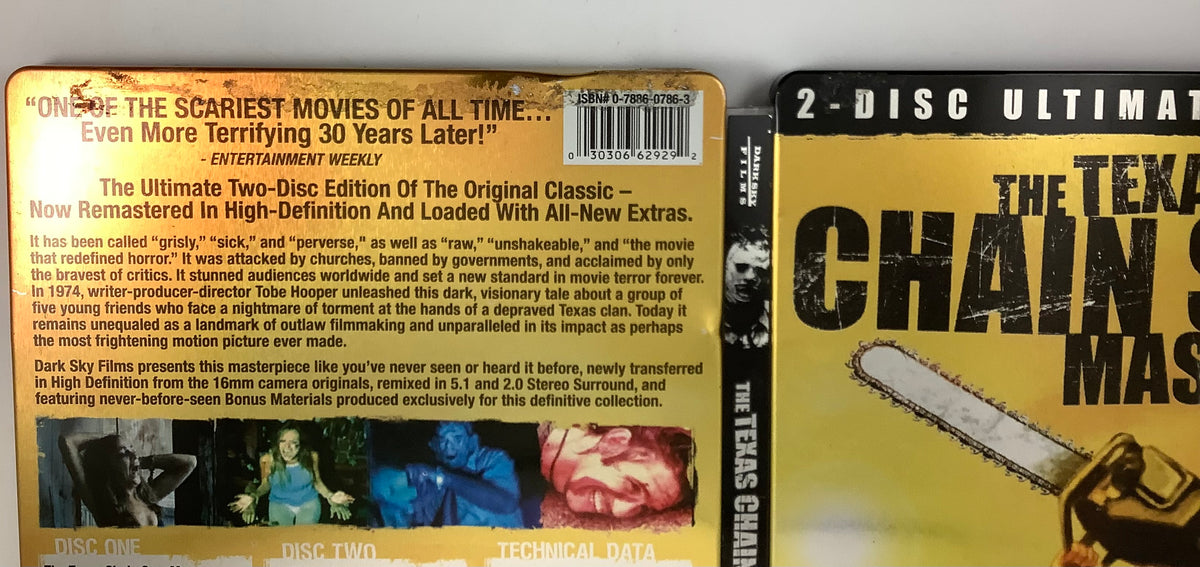 “ONE OF THE SCARIEST MOVIES OF ALL TIME…
Even More Terrifying 30 Years Later!”
- ENTERTAINMENT WEEKLY
ISBN# 0-7886-0786-3
0 30306 62929 2
The Ultimate Two-Disc Edition Of The Original Classic –
Now Remastered In High-Definition And Loaded With All-New Extras.
It has been called “grisly,” “sick,” and “perverse,” as well as “raw,” “unshakeable,” and “the movie
that redefined horror.” It was attacked by churches, banned by governments, and acclaimed by only
the bravest of critics. It stunned audiences worldwide and set a new standard in movie terror forever.
In 1974, writer-producer-director Tobe Hooper unleashed this dark, visionary tale about a group of
five young friends who face a nightmare of torment at the hands of a depraved Texas clan. Today it
remains unequaled as a landmark of outlaw filmmaking and unparalleled in its impact as perhaps
the most frightening motion picture ever made.
Dark Sky Films presents this masterpiece like you’ve never seen or heard it before, newly transferred
in High Definition from the 16mm camera originals, remixed in 5.1 and 2.0 Stereo Surround, and
featuring never-before-seen Bonus Materials produced exclusively for this definitive collection.
DISC ONE
DISC TWO
TECHNICAL DATA
DARKSKY
FILMS
THE TEXAS CHAIN
2-DISC ULTIMAT
THE TEXA
CHAIN S
MAS